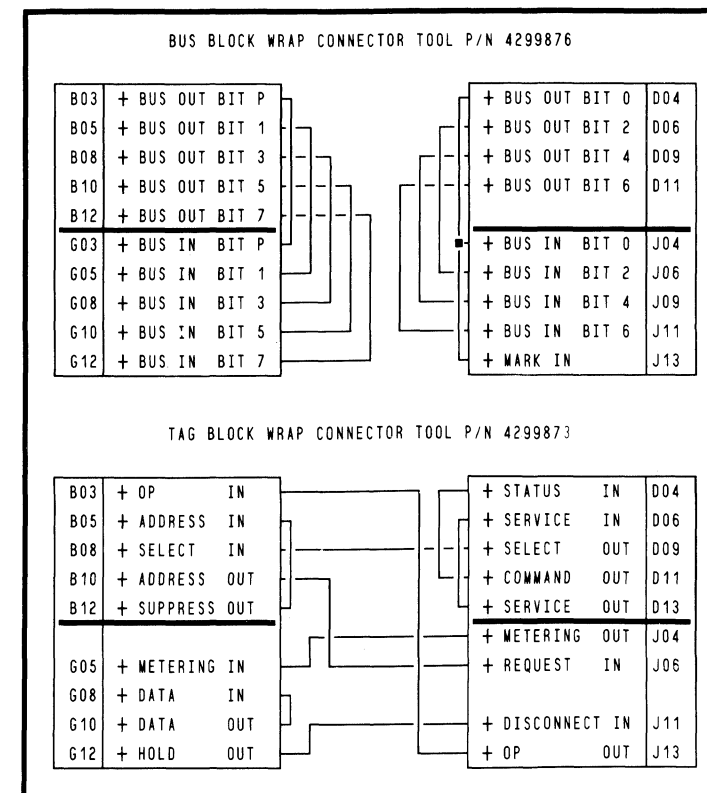 BUS BLOCK WRAP CONNECTOR TOOL P/N 4299876
B03 + BUS OUT BIT P
B05 + BUS OUT BIT 1
B08 + BUS OUT BIT 3
B10 + BUS OUT BIT 5
B12 + BUS OUT BIT 7
G03 + BUS IN BIT P
G05 + BUS IN BIT 1
G08 + BUS IN BIT 3
G10 + BUS IN BIT 5
G12 + BUS IN BIT 7
+ BUS OUT BIT 0 D04
+ BUS OUT BIT 2 D06
+ BUS OUT BIT 4 D09
+ BUS OUT BIT 6 D11
+ BUS IN BIT 0 J04
+ BUS IN BIT 2 J06
+ BUS IN BIT 4 J09
+ BUS IN BIT 6 J11
+ MARK IN J13
TAG BLOCK WRAP CONNECTOR TOOL P/N 4299873
B03 + OP IN
B05 + ADDRESS IN
B08 + SELECT IN
B10 + ADDRESS OUT
B12 + SUPPRESS OUT
G05 + METERING IN
G08 + DATA IN
G10 + DATA OUT
G12 + HOLD OUT
+ STATUS IN D04
+ SERVICE IN D06
+ SELECT OUT D09
+ COMMAND OUT D11
+ SERVICE OUT D13
+ METERING OUT J04
+ REQUEST IN J06
+ DISCONNECT IN J11
+ OP OUT J13